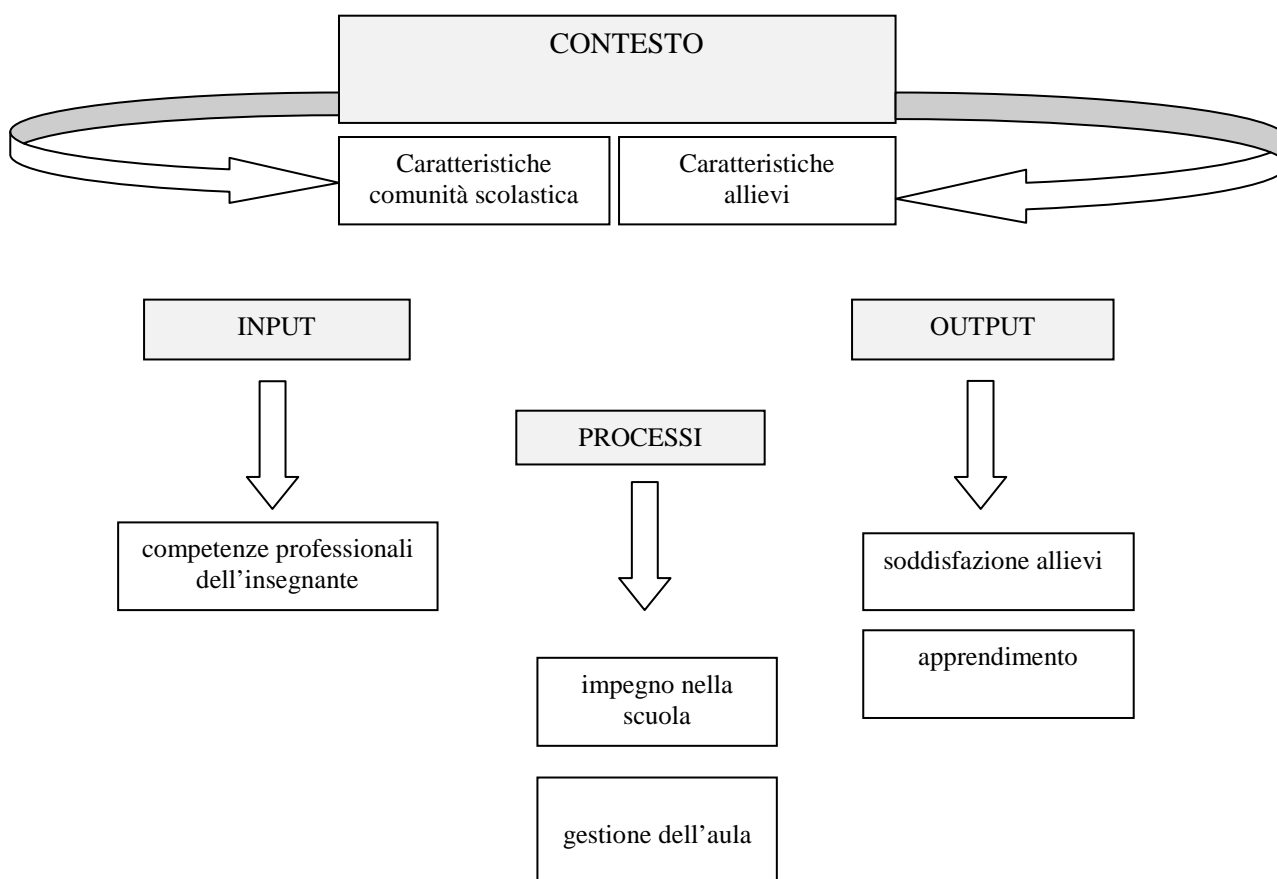 CONTESTO
Caratteristiche
comunità scolastica
Caratteristiche
allievi
INPUT
OUTPUT
PROCESSI
competenze professionali
dell’insegnante
soddisfazione allievi
apprendimento
impegno nella
scuola
gestione dell’aula